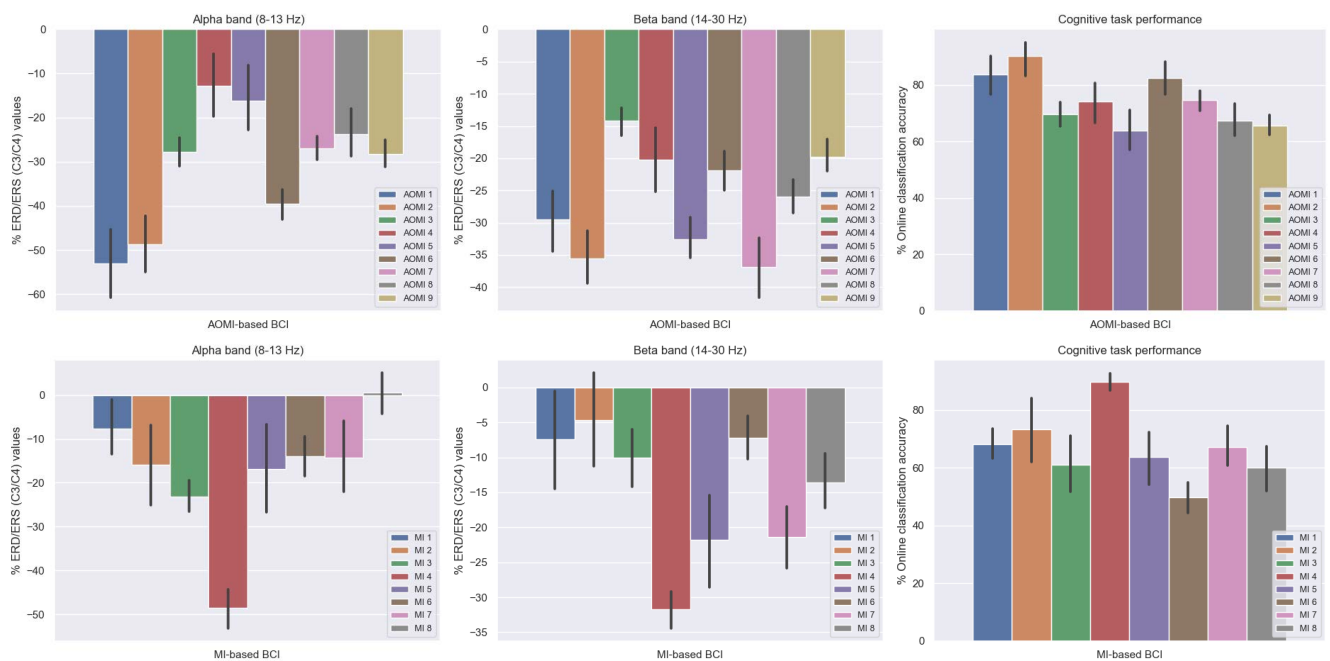 Alpha band (8-13 Hz)
% ERD/ERS (C3/C4) values
0
−10
−20
−30
−40
−50
−60
AOMI 1
AOMI 2
AOMI 3
AOMI 4
AOMI 5
AOMI 6
AOMI 7
AOMI 8
AOMI 9
AOMI-based BCI
Beta band (14-30 Hz)
% ERD/ERS (C3/C4) values
0
−5
−10
−15
−20
−25
−30
−35
−40
AOMI 1
AOMI 2
AOMI 3
AOMI 4
AOMI 5
AOMI 6
AOMI 7
AOMI 8
AOMI 9
AOMI-based BCI
Cognitive task performance
% Online classification accuracy
80
60
40
20
0
AOMI 1
AOMI 2
AOMI 3
AOMI 4
AOMI 5
AOMI 6
AOMI 7
AOMI 8
AOMI 9
AOMI-based BCI
Alpha band (8-13 Hz)
% ERD/ERS (C3/C4) values
0
−10
−20
−30
−40
−50
MI 1
MI 2
MI 3
MI 4
MI 5
MI 6
MI 7
MI 8
MI-based BCI
Beta band (14-30 Hz)
% ERD/ERS (C3/C4) values
0
−5
−10
−15
−20
−25
−30
−35
MI 1
MI 2
MI 3
MI 4
MI 5
MI 6
MI 7
MI 8
MI-based BCI
Cognitive task performance
% Online classification accuracy
80
60
40
20
0
MI 1
MI 2
MI 3
MI 4
MI 5
MI 6
MI 7
MI 8
MI-based BCI